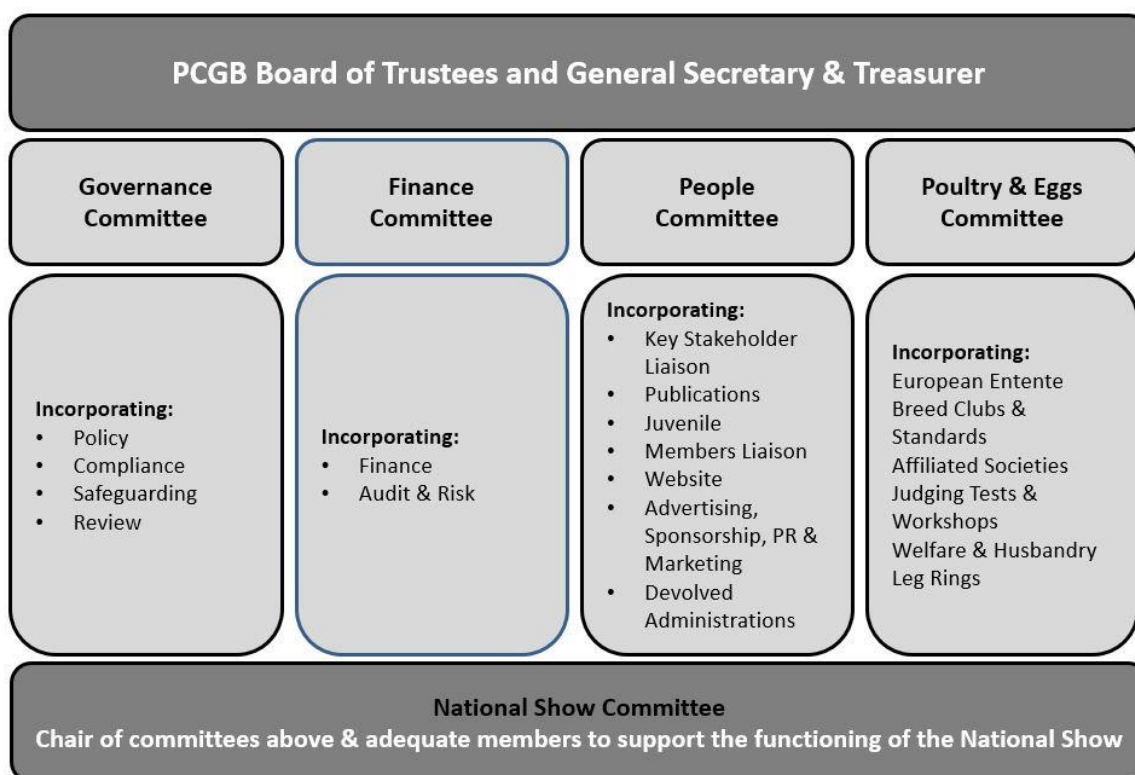 PCGB Board of Trustees and General Secretary & Treasurer
Governance
Committee
Finance
Committee
People
Committee
Poultry & Eggs
Committee
Incorporating:
• Policy
• Compliance
• Safeguarding
• Review
Incorporating:
• Finance
• Audit & Risk
Incorporating:
• Key Stakeholder
Liaison
• Publications
• Juvenile
• Members Liaison
• Website
• Advertising,
Sponsorship, PR &
Marketing
• Devolved
Administrations
Incorporating:
European Entente
Breed Clubs &
Standards
Affiliated Societies
Judging Tests &
Workshops
Welfare & Husbandry
Leg Rings
National Show Committee
Chair of committees above & adequate members to support the functioning of the National Show